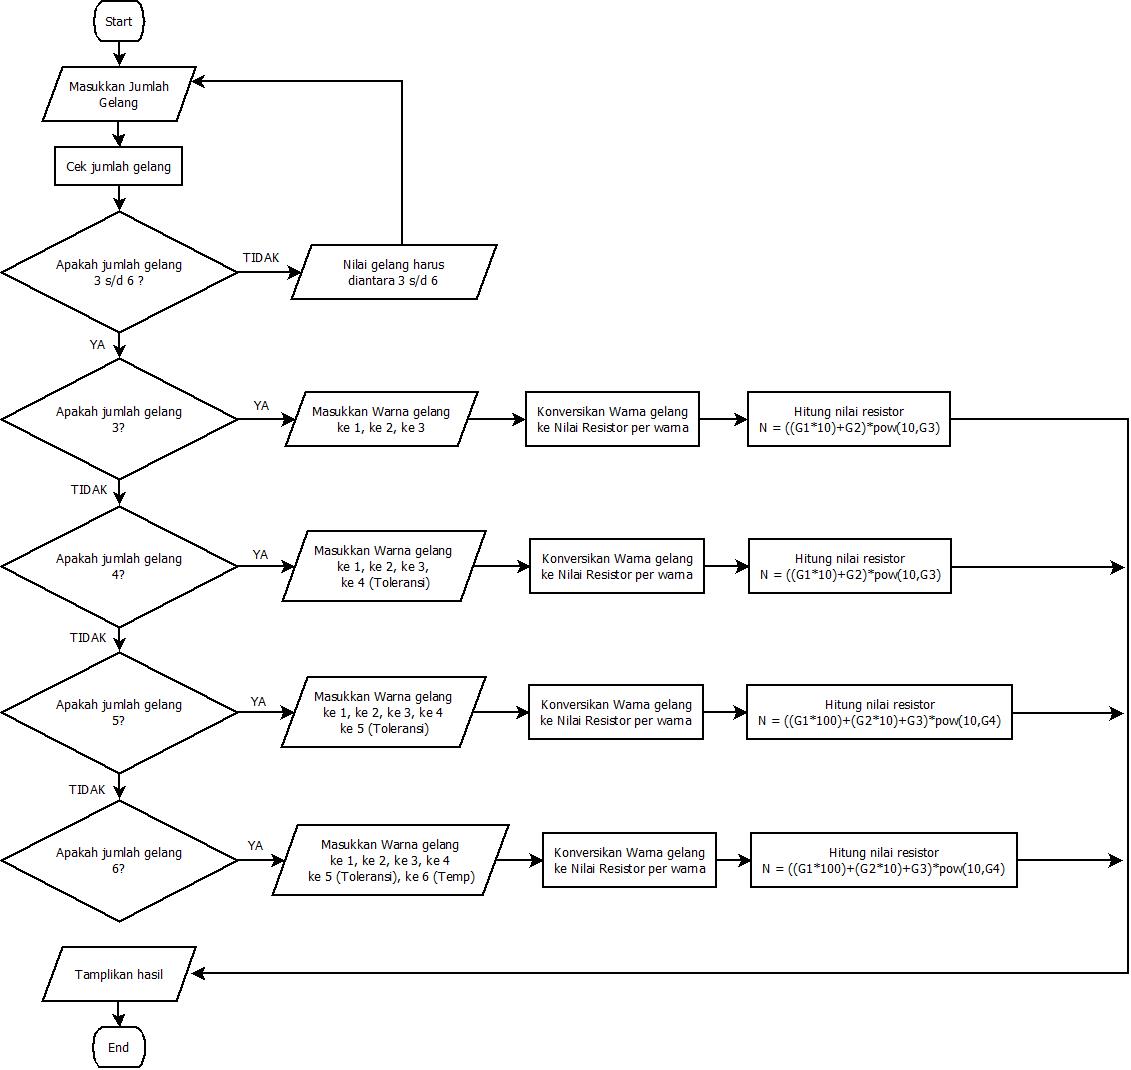 Start
Masukkan Jumlah
Gelang
Cek jumlah gelang
Apakah jumlah gelang
3 s/d 6 ?
TIDAK
Nilai gelang harus
diantara 3 s/d 6
YA
Apakah jumlah gelang
3?
YA
Masukkan Warna gelang
ke 1, ke 2, ke 3
Konversikan Warna gelang
ke Nilai Resistor per warna
Hitung nilai resistor
N = ((G1*10)+G2)*pow(10,G3)
TIDAK
Apakah jumlah gelang
4?
YA
Masukkan Warna gelang
ke 1, ke 2, ke 3,
ke 4 (Toleransi)
Konversikan Warna gelang
ke Nilai Resistor per warna
Hitung nilai resistor
N = ((G1*10)+G2)*pow(10,G3)
TIDAK
Apakah jumlah gelang
5?
YA
Masukkan Warna gelang
ke 1, ke 2, ke 3, ke 4
ke 5 (Toleransi)
Konversikan Warna gelang
ke Nilai Resistor per warna
Hitung nilai resistor
N = ((G1*100)+(G2*10)+G3)*pow(10,G4)
TIDAK
Apakah jumlah gelang
6?
YA
Masukkan Warna gelang
ke 1, ke 2, ke 3, ke 4
ke 5 (Toleransi), ke 6 (Temp)
Konversikan Warna gelang
ke Nilai Resistor per warna
Hitung nilai resistor
N = ((G1*100)+(G2*10)+G3)*pow(10,G4)
Tamplikan hasil
End